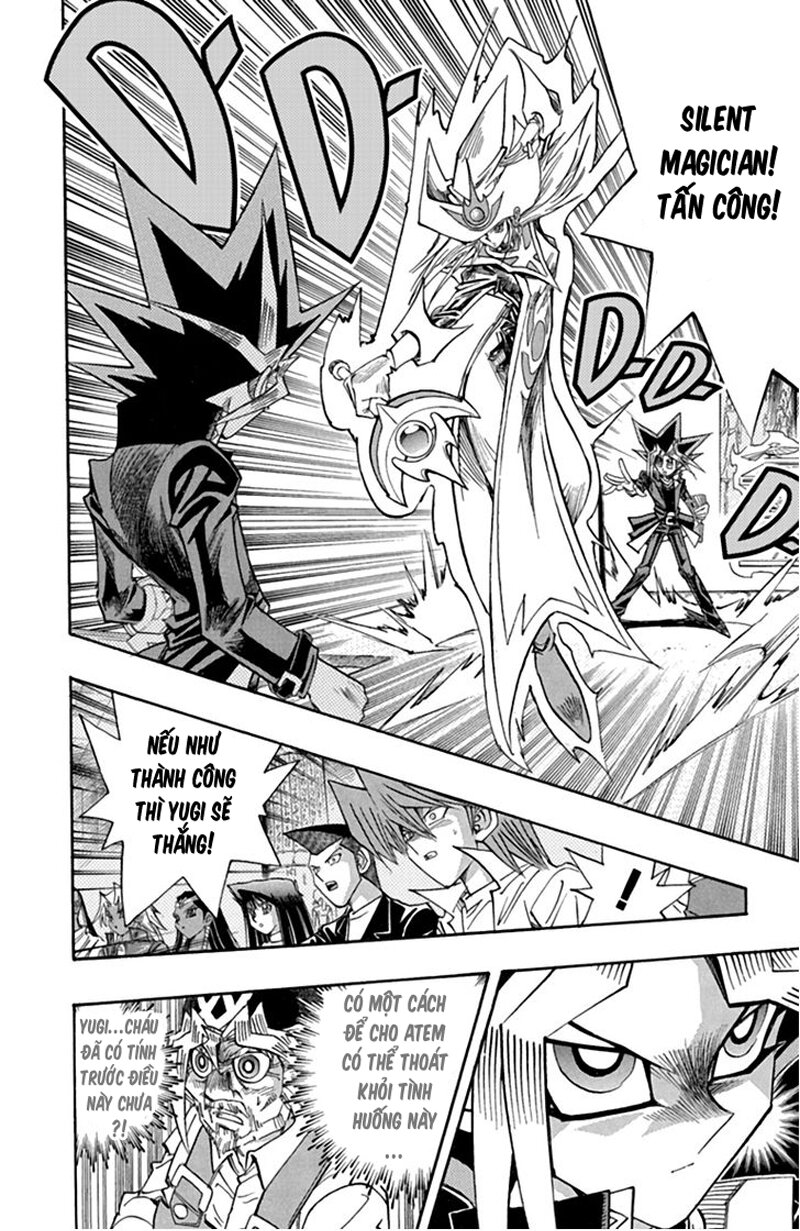 D-
D-
SILENT
MAGICIAN!
TẤN CÔNG!
D-D-
D-
NẾU NHƯ
THÀNH CÔNG
THÌ YUGI SẼ
THẮNG!
!
YUGI...CHÁU
ĐÃ CÓ TÍNH
TRƯỚC ĐIỀU
NÀY CHƯA
?!
CÓ MỘT CÁCH
ĐỂ CHO ATEM
CÓ THỂ THOÁT
KHỎI TÌNH
HUỐNG NÀY
...